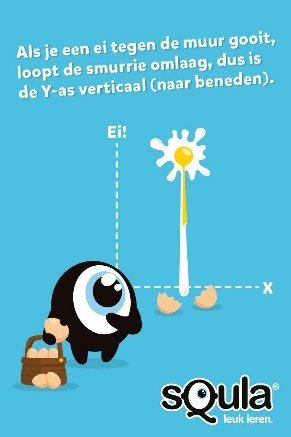 Als je een ei tegen de muur gooit,
loopt de smurrie omlaag, dus is
de Y-as verticaal (naar beneden).
Ei!
X
sQula®
leuk leren.